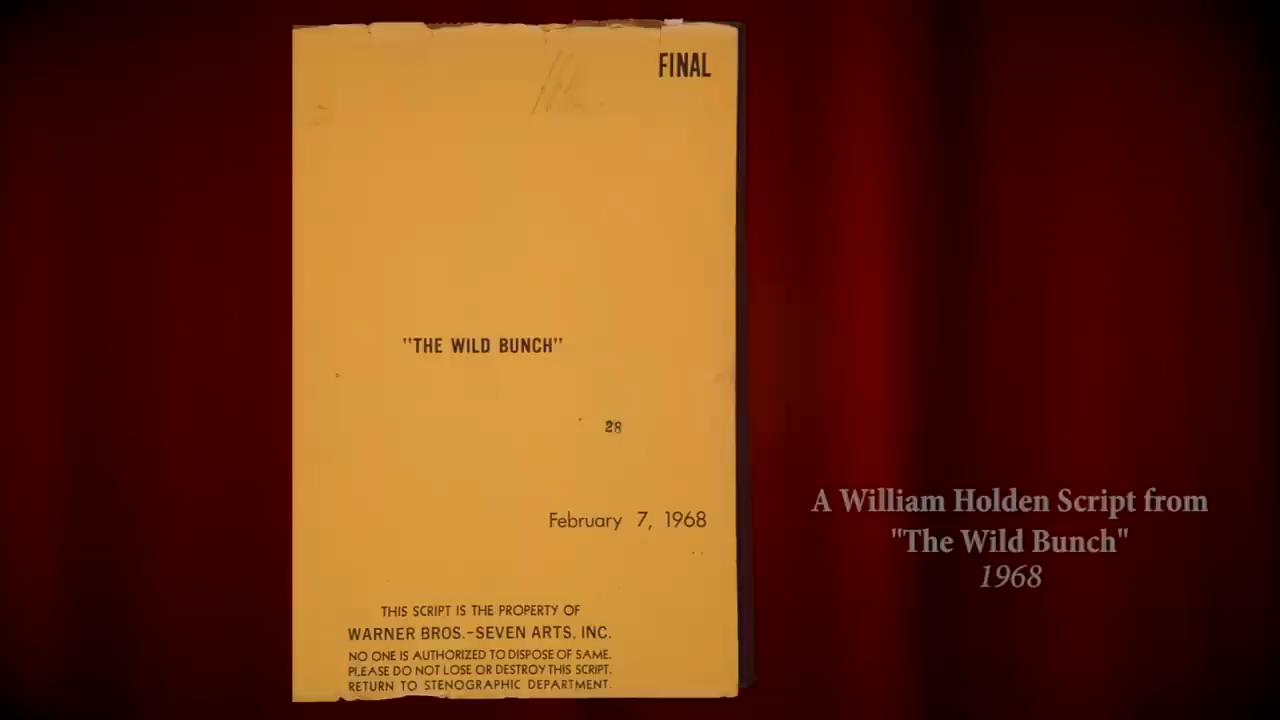 FINAL
"THE WILD BUNCH"
28
February 7, 1968
THIS SCRIPT IS THE PROPERTY OF
WARNER BROS.-SEVEN ARTS, INC.
NO ONE IS AUTHORIZED TO DISPOSE OF SAME.
PLEASE DO NOT LOSE OR DESTROY THIS SCRIPT.
RETURN TO STENOGRAPHIC DEPARTMENT.
A William Holden Script from
"The Wild Bunch"
1968